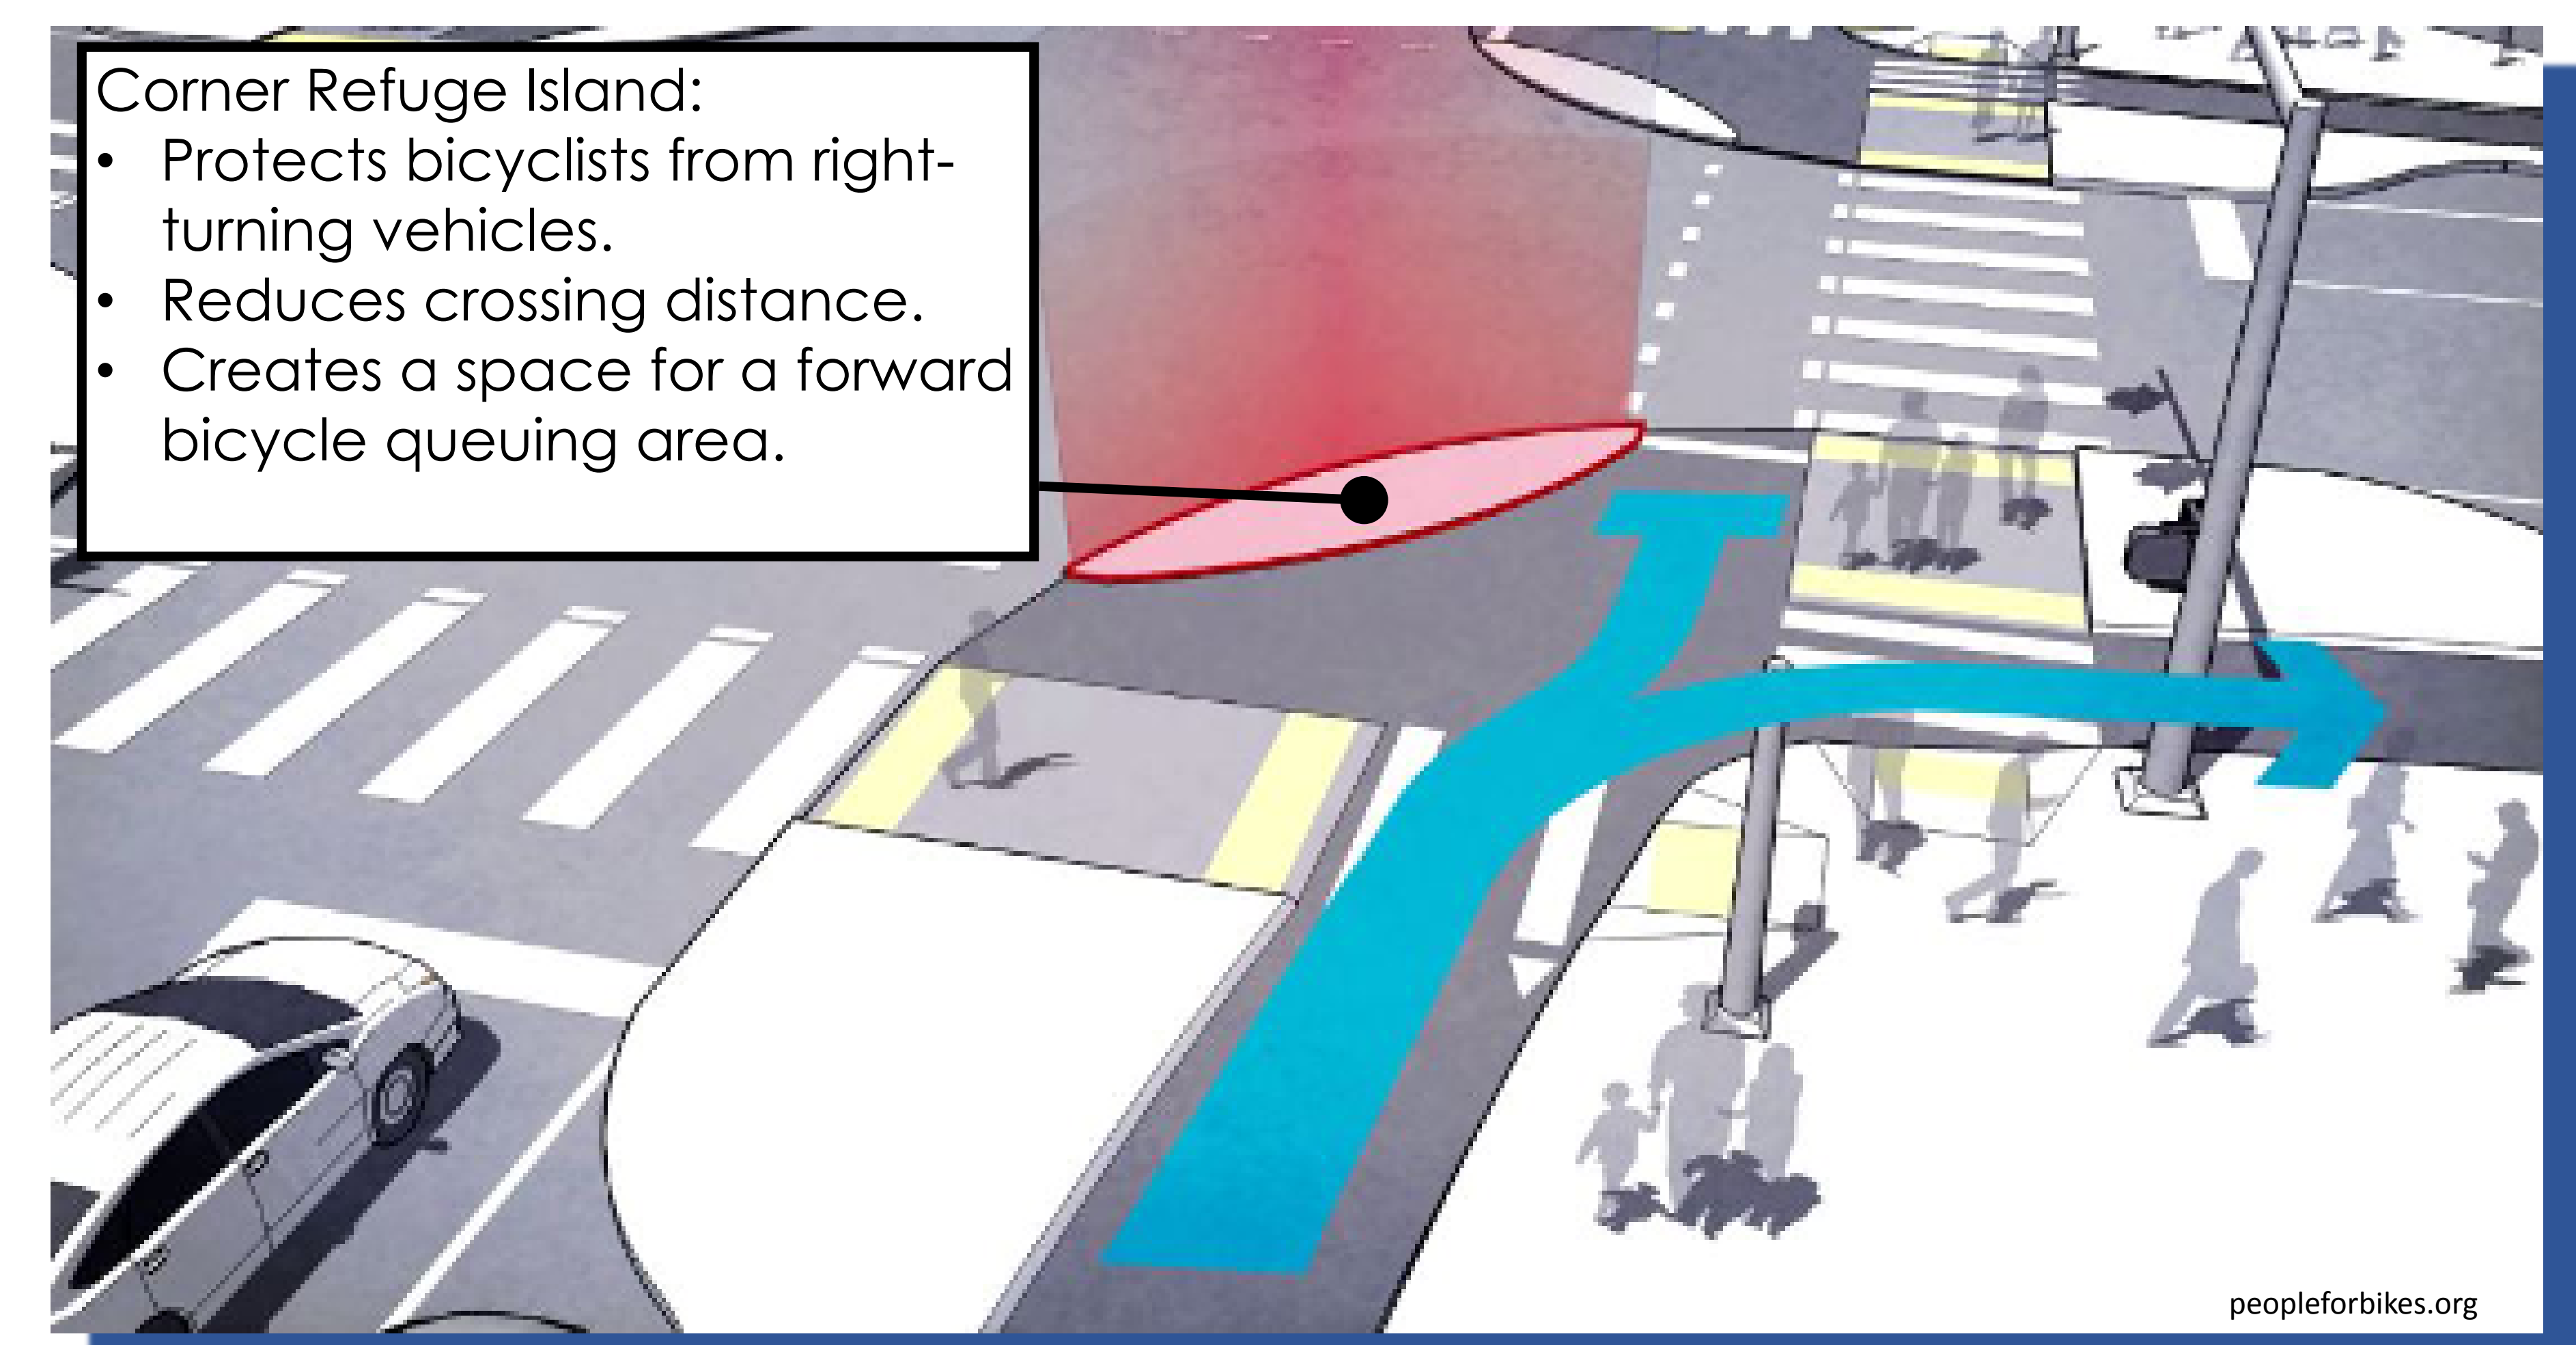 Corner Refuge Island:
• Protects bicyclists from right-
turning vehicles.
• Reduces crossing distance.
• Creates a space for a forward
bicycle queuing area.
peopleforbikes.org